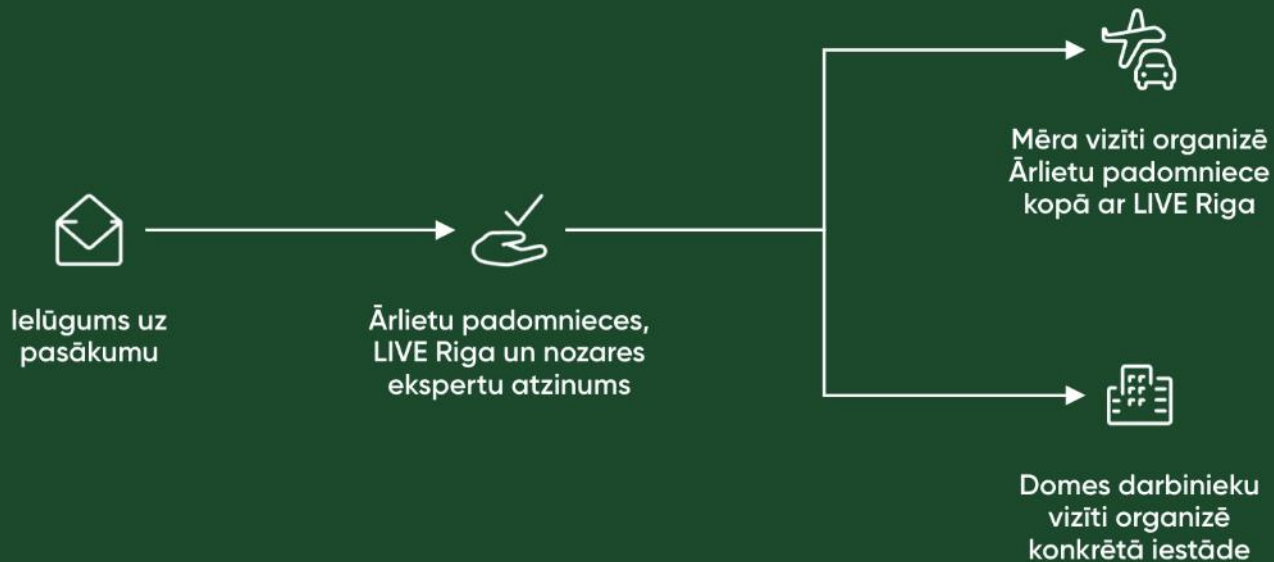 Ielūgums uz
pasākumu
Ārlietu padomnieces,
LIVE Riga un nozares
ekspertu atzinums
Mēra vizīti organizē
Ārlietu padomniece
kopā ar LIVE Riga
Domes darbinieku
vizīti organizē
konkrētā iestāde